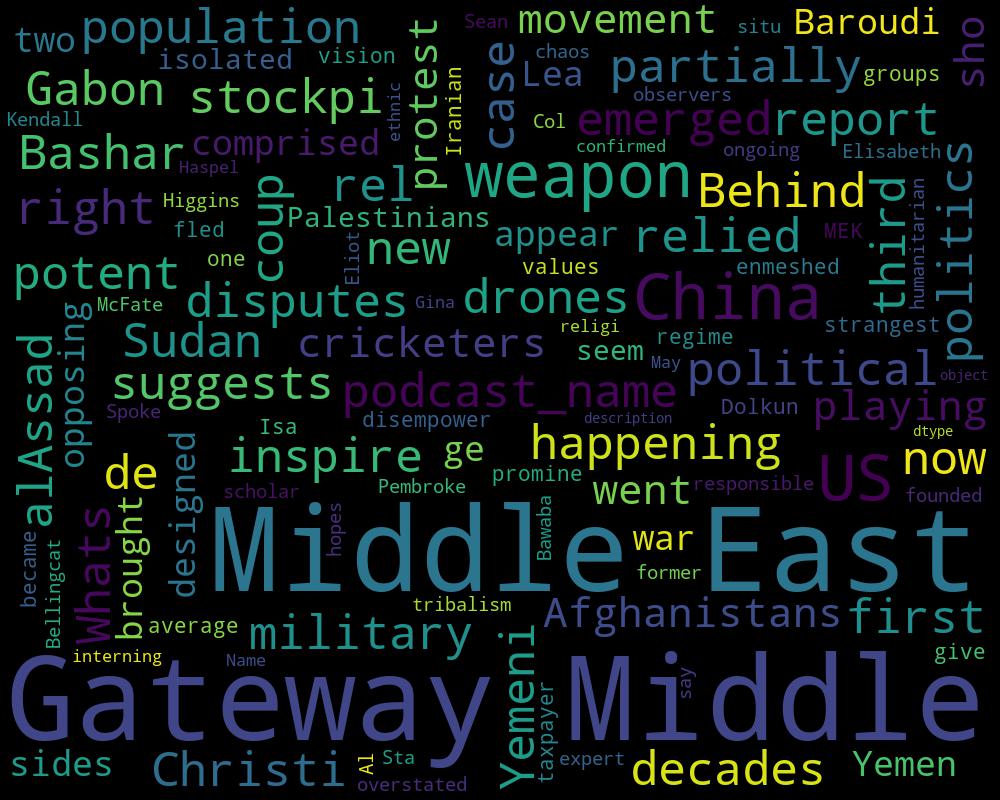 Sean movement situ Baroudi sho
two population
isolated vision protest case chaos Lea partially groups
Gabon stockpi ethnic Iranian observers
Kendall Col emerged report
Bashar comprised confirmed ongoing Elisabeth
Haspel weapon Behind politics
right Higgins coup rel third humanitarian
fled Palestinians appear relied MEK
one Eliot new
potent values enmeshed
McFate disputes Gina drones China
alAssad opposing Sudan cricketers religi regime strangest
seem May political object
suggests podcast_name
Spoke disempower description Dolkun playing
Isa dtype
inspire ge happening now
de designed promine
scholar Pembroke went responsible US founded
Whats brought hopes Bawaba
became Middle East war
Bellingcat former
tribalism Afghanistans first
average military
interning Name Yemeni give
Gateway Middle say
taxpayer
sides Christi Al Sta expert decades Yemen
overstated